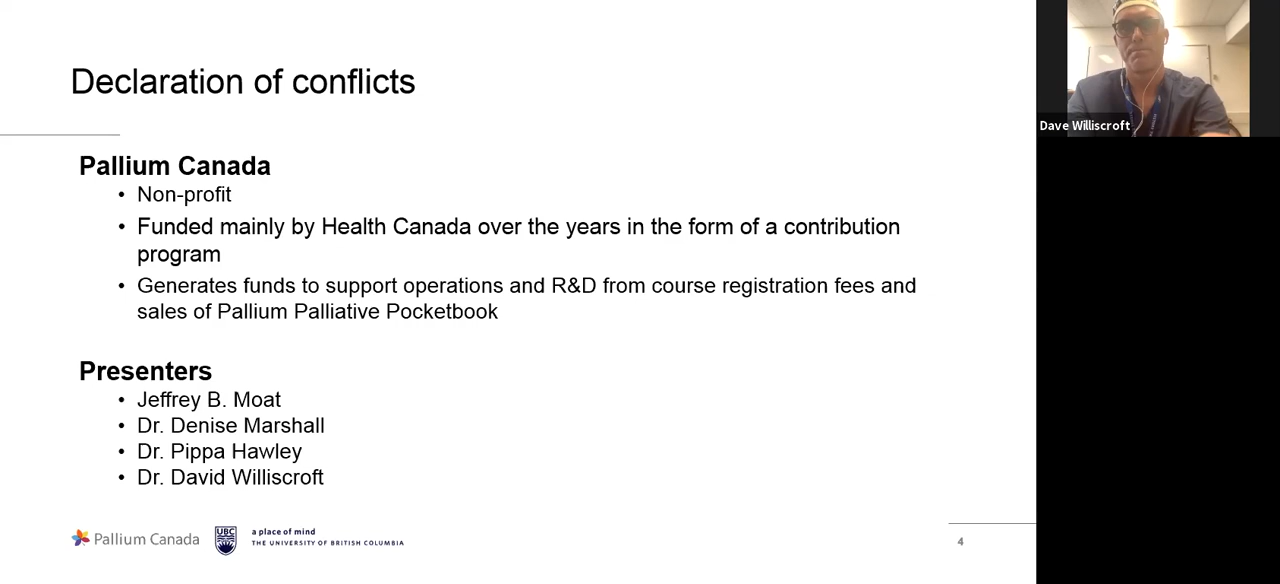 Declaration of conflicts
Pallium Canada
• Non-profit
• Funded mainly by Health Canada over the years in the form of a contribution
program
• Generates funds to support operations and R&D from course registration fees and
sales of Pallium Palliative Pocketbook
Presenters
• Jeffrey B. Moat
• Dr. Denise Marshall
• Dr. Pippa Hawley
• Dr. David Williscroft
Pallium Canada
UBC
a place of mind
THE UNIVERSITY OF BRITISH COLUMBIA
4
Dave Williscroft